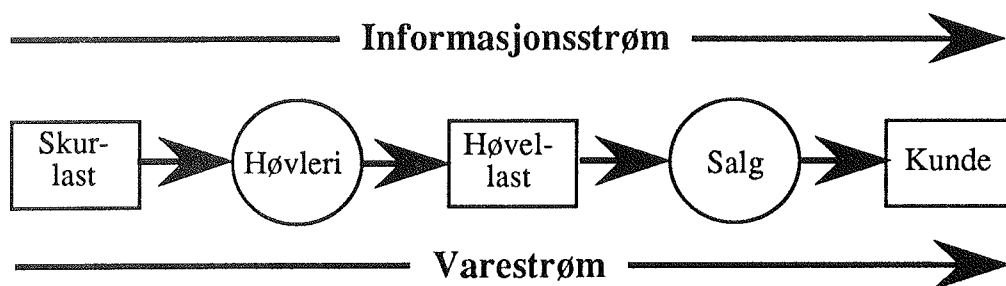 Informasjonsstrøm
Skur-
last
Høvleri
Høvel-
last
Salg
Kunde
Varestrøm